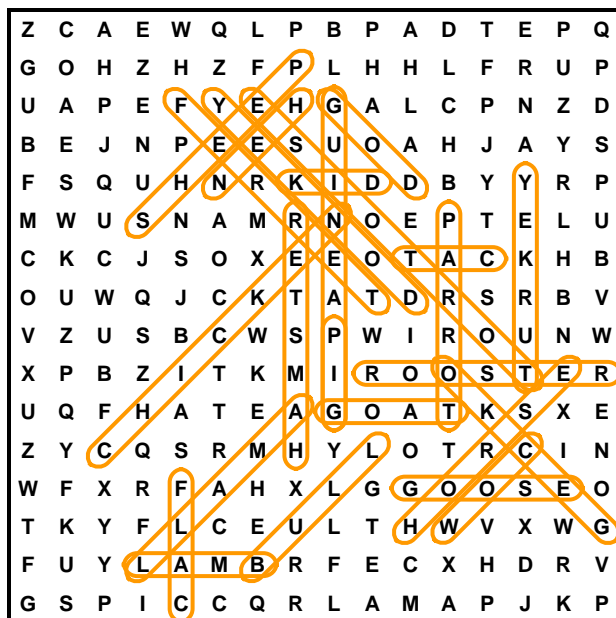 Z C A E W Q L P B P A D T E P Q
G O H Z H Z F P L H H L F R U P
U A P E F Y E H G A L C P N Z D
B E J N P E E S U O A H J A Y S
F S Q U H N R K I D D B Y Y R P
M W U S N A M R N O E P T E L U
C K C J S O X E E O T A C K H B
O U W Q J C K T A T D R S R B V
V Z U S B C W S P W I R O U N W
X P B Z I T K M I R O O S T E R
U Q F H A T E A G O A T K S X E
Z Y C Q S R M H Y L O T R C I N
W F X R F A H X L G G O O S E O
T K Y F L C E U L T H W V X W G
F U Y L A M B R F E C X H D R V
G S P I C C Q R L A M A P J K P